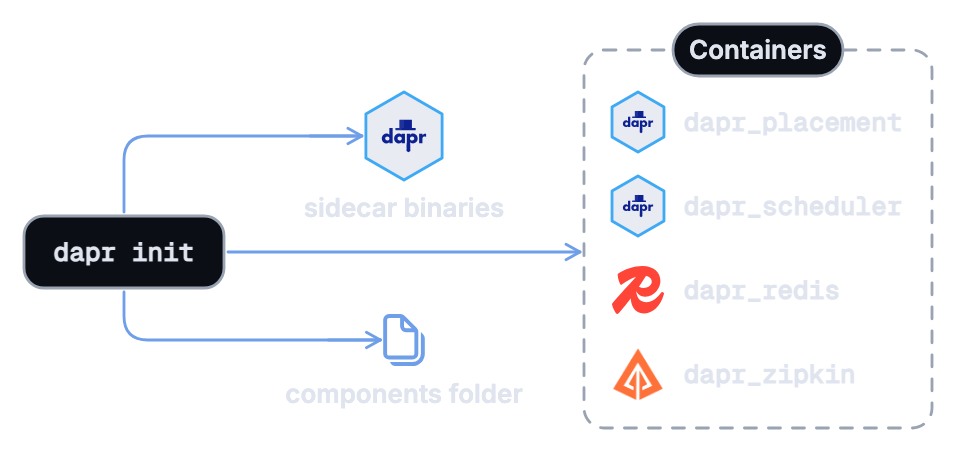 Containers
dapr
dapr_placement
dapr
sidecar binaries
dapr
dapr_scheduler
dapr init
dapr_redis
dapr_zipkin
components folder